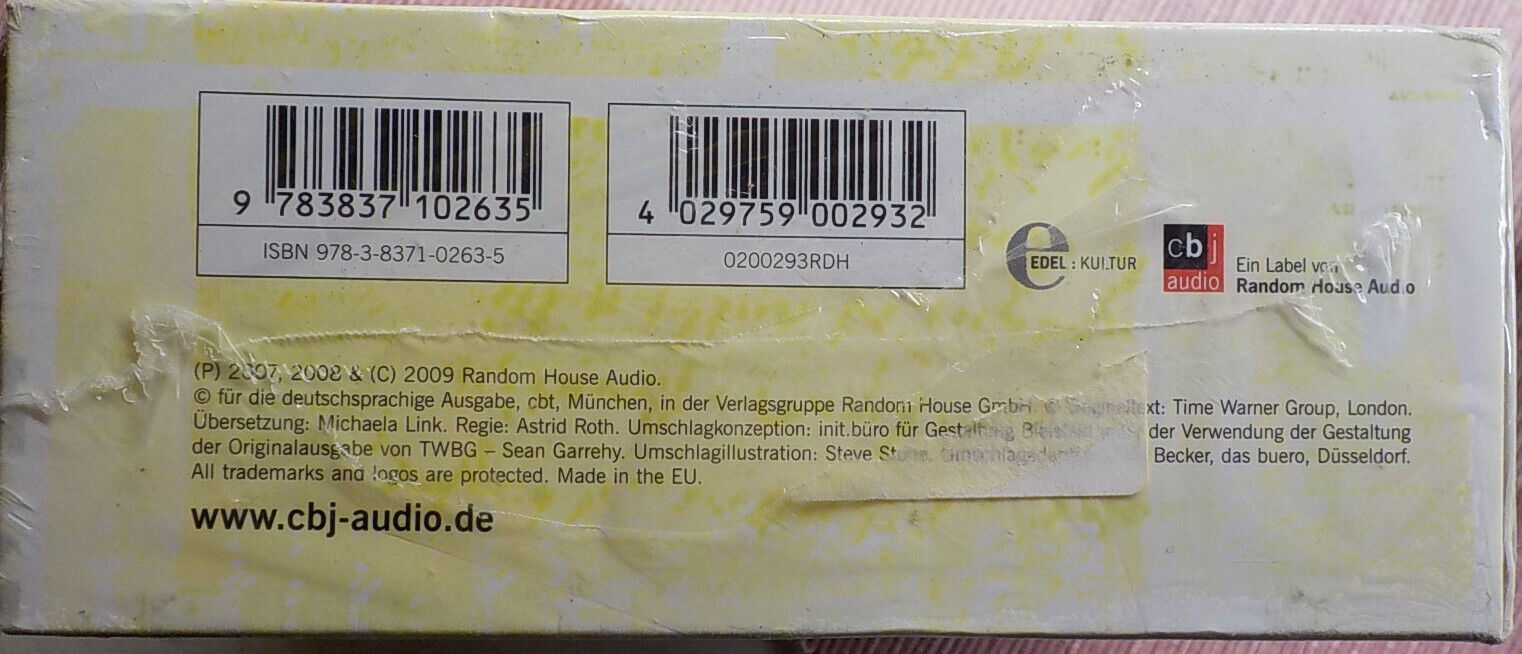 9 783837 102635
ISBN 978-3-8371-0263-5
4 029759 002932
0200293RDH
e
EDEL : KULTUR
cbj
audio
Ein Label von
Random House Audio
(P) 2007, 2008 & (C) 2009 Random House Audio.
© für die deutschsprachige Ausgabe, cbt, München, in der Verlagsgruppe Random House GmbH. © Originaltext: Time Warner Group, London.
Übersetzung: Michaela Link. Regie: Astrid Roth. Umschlagkonzeption: init.büro für Gestaltung der Verwendung der Gestaltung
der Originalausgabe von TWBG – Sean Garrehy. Umschlagillustration: Steve Becker, das buero, Düsseldorf.
All trademarks and logos are protected. Made in the EU.
www.cbj-audio.de